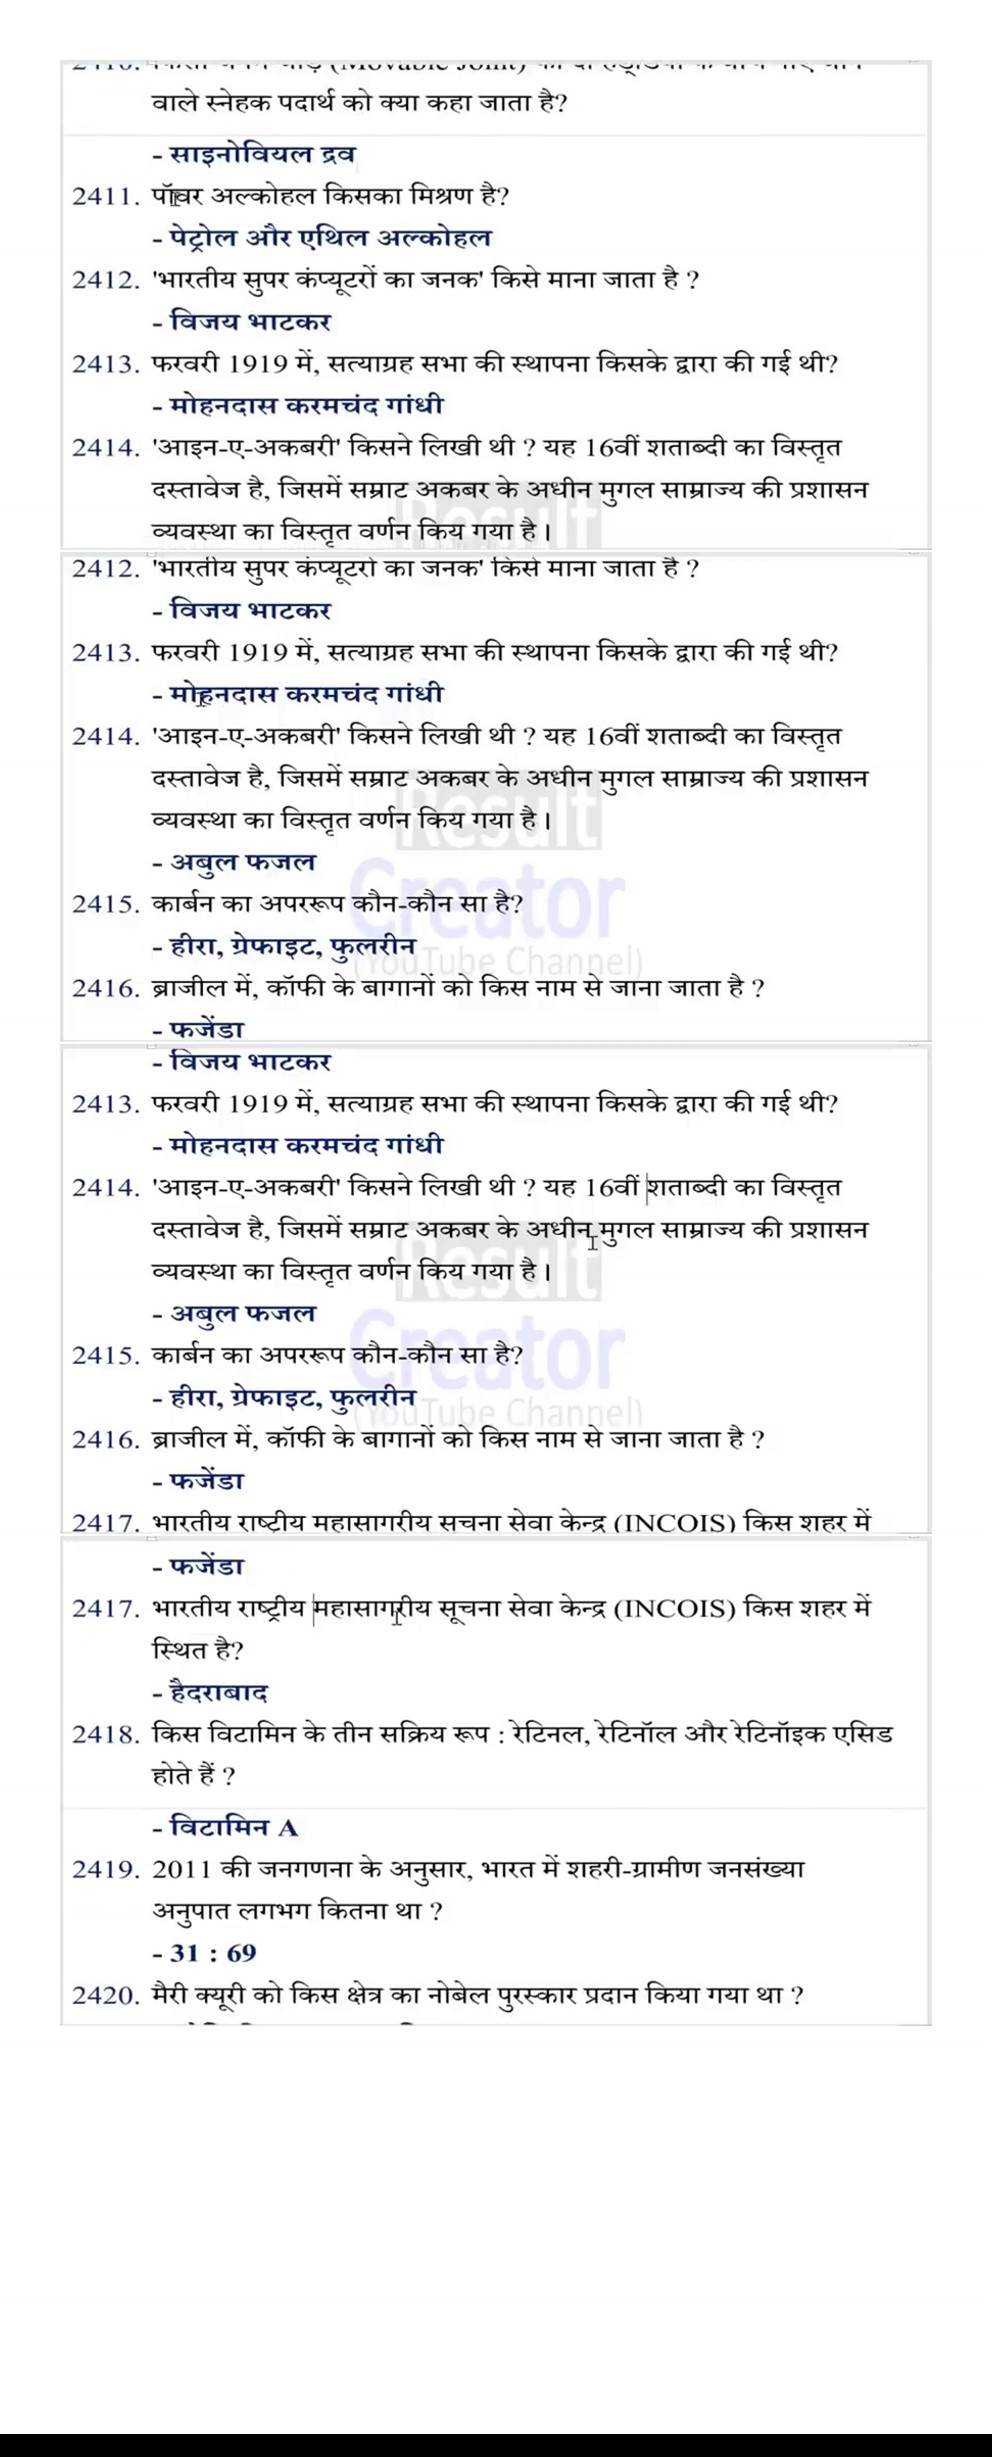 वाले स्नेहक पदार्थ को क्या कहा जाता है?
- साइनोवियल द्रव
2411. पॉवर अल्कोहल किसका मिश्रण है?
- पेट्रोल और एथिल अल्कोहल
2412. 'भारतीय सुपर कंप्यूटरों का जनक' किसे माना जाता है ?
- विजय भाटकर
2413. फरवरी 1919 में, सत्याग्रह सभा की स्थापना किसके द्वारा की गई थी?
- मोहनदास करमचंद गांधी
2414. 'आइन-ए-अकबरी' किसने लिखी थी ? यह 16वीं शताब्दी का विस्तृत
दस्तावेज है, जिसमें सम्राट अकबर के अधीन मुगल साम्राज्य की प्रशासन
व्यवस्था का विस्तृत वर्णन किय गया है।
Result
2412. 'भारतीय सुपर कंप्यूटरों का जनक' किसे माना जाता है ?
- विजय भाटकर
2413. फरवरी 1919 में, सत्याग्रह सभा की स्थापना किसके द्वारा की गई थी?
- मोहनदास करमचंद गांधी
2414. 'आइन-ए-अकबरी' किसने लिखी थी ? यह 16वीं शताब्दी का विस्तृत
दस्तावेज है, जिसमें सम्राट अकबर के अधीन मुगल साम्राज्य की प्रशासन
व्यवस्था का विस्तृत वर्णन किय गया है।
Result
- अबुल फजल
Creator
2415. कार्बन का अपररूप कौन-कौन सा है?
- हीरा, ग्रेफाइट, फुलरीन
(YouTube Channel)
2416. ब्राजील में, कॉफी के बागानों को किस नाम से जाना जाता है ?
- फजेंडा
- विजय भाटकर
2413. फरवरी 1919 में, सत्याग्रह सभा की स्थापना किसके द्वारा की गई थी?
- मोहनदास करमचंद गांधी
2414. 'आइन-ए-अकबरी' किसने लिखी थी ? यह 16वीं शताब्दी का विस्तृत
दस्तावेज है, जिसमें सम्राट अकबर के अधीन मुगल साम्राज्य की प्रशासन
व्यवस्था का विस्तृत वर्णन किय गया है।
Result
- अबुल फजल
Creator
2415. कार्बन का अपररूप कौन-कौन सा है?
- हीरा, ग्रेफाइट, फुलरीन
(YouTube Channel)
2416. ब्राजील में, कॉफी के बागानों को किस नाम से जाना जाता है ?
- फजेंडा
2417. भारतीय राष्ट्रीय महासागरीय सूचना सेवा केन्द्र (INCOIS) किस शहर में
- फजेंडा
2417. भारतीय राष्ट्रीय महासागरीय सूचना सेवा केन्द्र (INCOIS) किस शहर में
स्थित है?
- हैदराबाद
2418. किस विटामिन के तीन सक्रिय रूप : रेटिनल, रेटिनॉल और रेटिनॉइक एसिड
होते हैं ?
- विटामिन A
2419. 2011 की जनगणना के अनुसार, भारत में शहरी-ग्रामीण जनसंख्या
अनुपात लगभग कितना था ?
- 31 : 69
2420. मैरी क्यूरी को किस क्षेत्र का नोबेल पुरस्कार प्रदान किया गया था ?